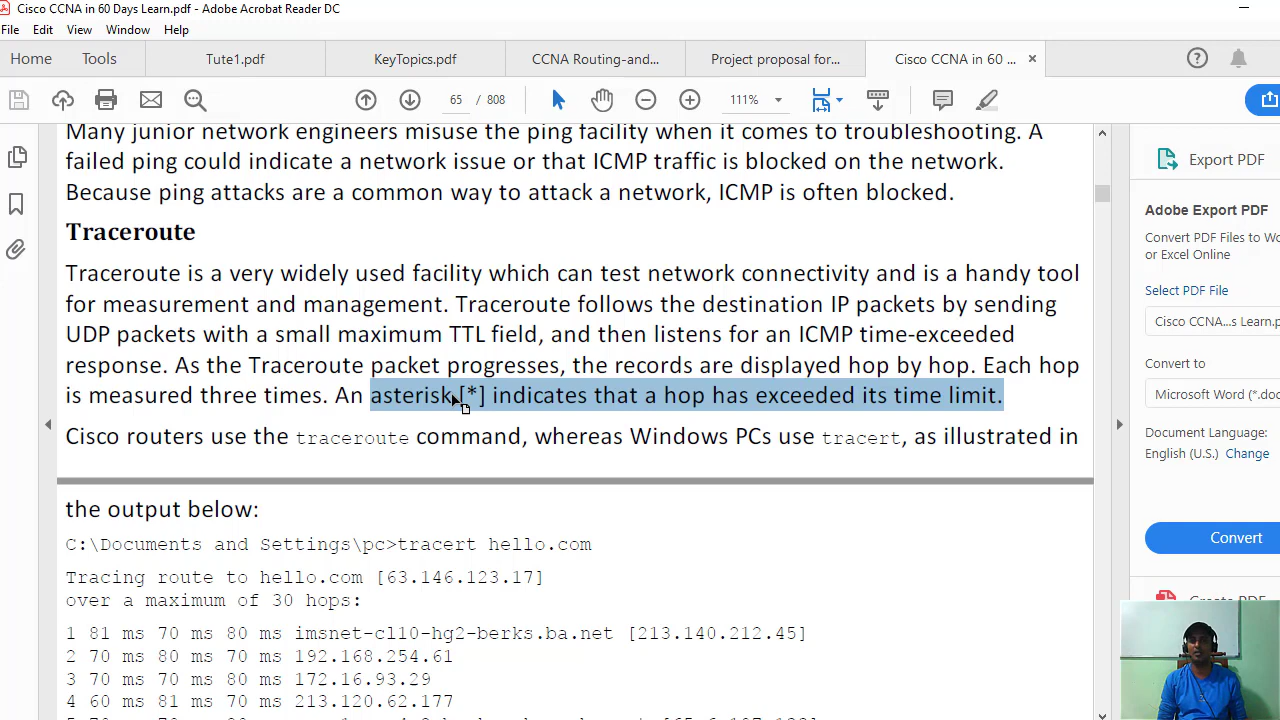 Cisco CCNA in 60 Days Learn.pdf - Adobe Acrobat Reader DC
File Edit View Window Help
Home Tools Tute1.pdf KeyTopics.pdf CCNA Routing-and... Project proposal for... Cisco CCNA in 60 ... ×
65 / 808 111%
Many junior network engineers misuse the ping facility when it comes to troubleshooting. A
failed ping could indicate a network issue or that ICMP traffic is blocked on the network.
Because ping attacks are a common way to attack a network, ICMP is often blocked.
Traceroute
Traceroute is a very widely used facility which can test network connectivity and is a handy tool
for measurement and management. Traceroute follows the destination IP packets by sending
UDP packets with a small maximum TTL field, and then listens for an ICMP time-exceeded
response. As the Traceroute packet progresses, the records are displayed hop by hop. Each hop
is measured three times. An asterisk [*] indicates that a hop has exceeded its time limit.
Cisco routers use the traceroute command, whereas Windows PCs use tracert, as illustrated in
the output below:
C:\Documents and Settings\pc>tracert hello.com
Tracing route to hello.com [63.146.123.17]
over a maximum of 30 hops:
1 81 ms 70 ms 80 ms imsnet-cl10-hg2-berks.ba.net [213.140.212.45]
2 70 ms 80 ms 70 ms 192.168.254.61
3 70 ms 70 ms 80 ms 172.16.93.29
4 60 ms 81 ms 70 ms 213.120.62.177
Export PDF
Adobe Export PDF
Convert PDF Files to Wo
or Excel Online
Select PDF File
Cisco CCNA...s Learn.p
Convert to
Microsoft Word (*.doc
Document Language:
English (U.S.) Change
Convert